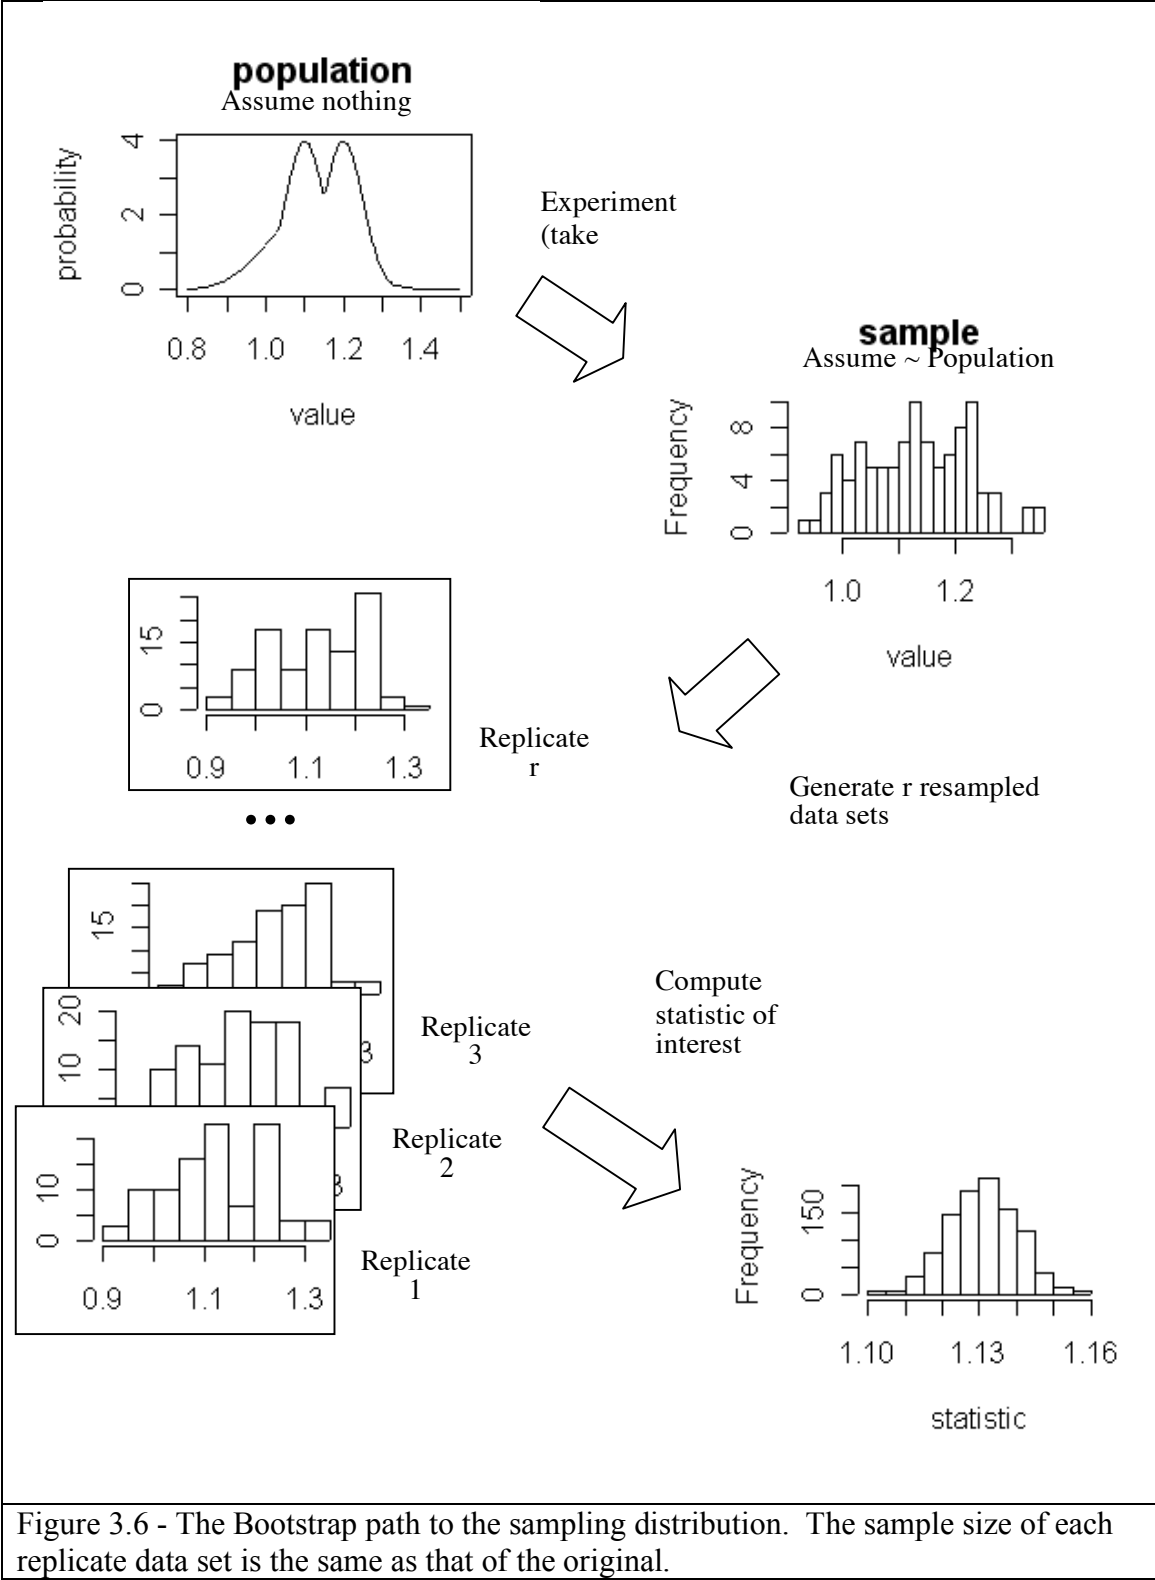 population
Assume nothing
probability
0 2 4
0.8 1.0 1.2 1.4
value
Experiment
(take
sample
Assume ~ Population
Frequency
0 4 8
1.0 1.2
value
0 15
0.9 1.1 1.3
Replicate
r
Generate r resampled
data sets
•••
15
3
Replicate
3
10 20
3
Replicate
2
0 10
0.9 1.1 1.3
Replicate
1
Compute
statistic of
interest
Frequency
0 150
1.10 1.13 1.16
statistic
Figure 3.6 - The Bootstrap path to the sampling distribution.  The sample size of each
replicate data set is the same as that of the original.